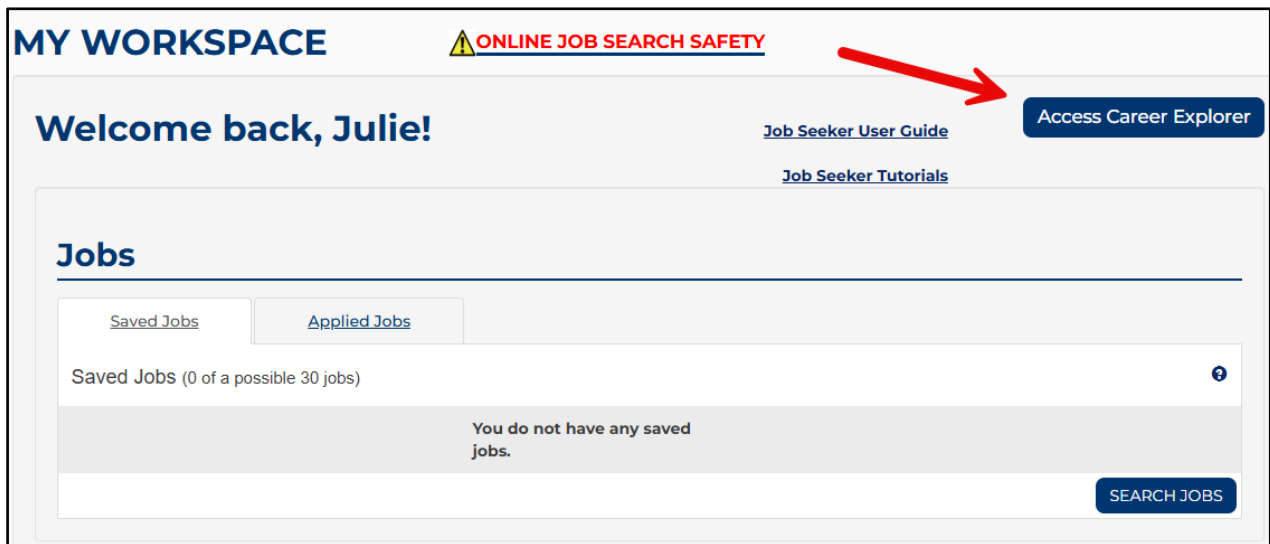 MY WORKSPACE
ONLINE JOB SEARCH SAFETY
Welcome back, Julie!
Job Seeker User Guide
Access Career Explorer
Job Seeker Tutorials
Jobs
Saved Jobs
Applied Jobs
Saved Jobs (0 of a possible 30 jobs)
You do not have any saved
jobs.
SEARCH JOBS